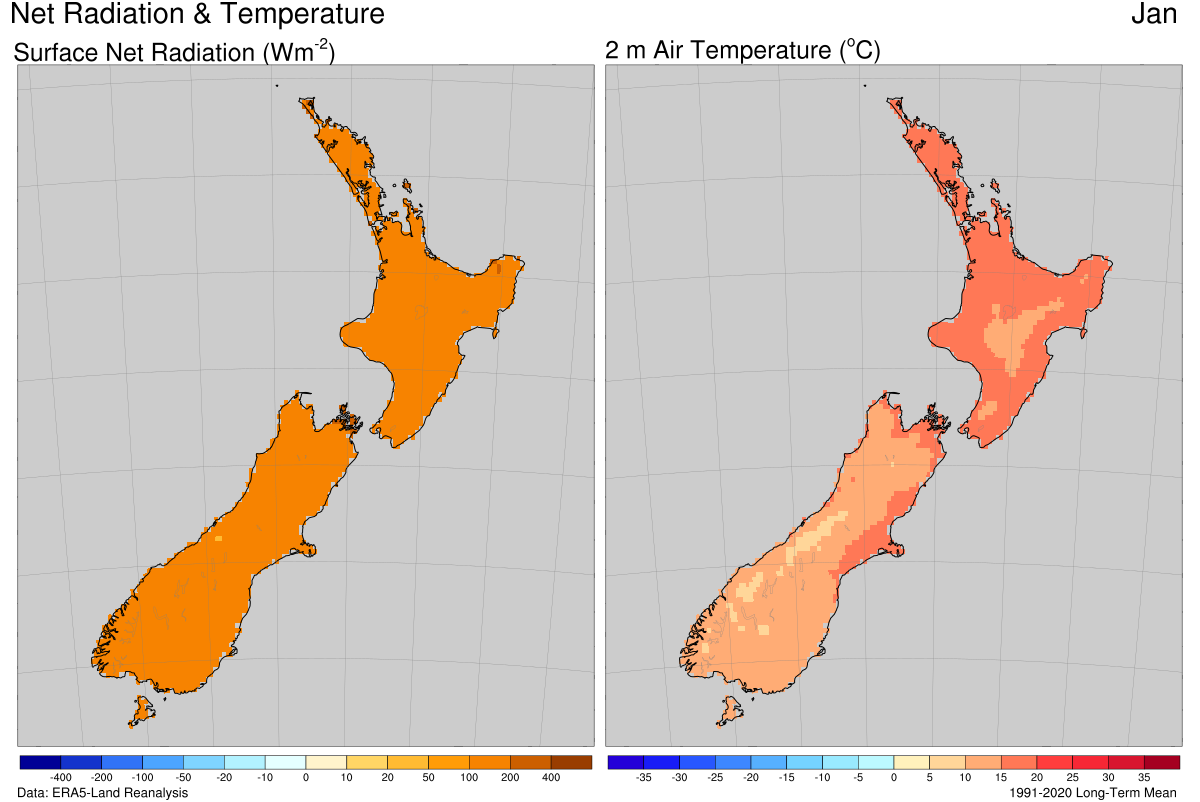 Net Radiation & Temperature
Jan
Surface Net Radiation (Wm-2)
2 m Air Temperature (oC)
-400 -200 -100 -50 -20 -10 0 10 20 50 100 200 400
-35 -30 -25 -20 -15 -10 -5 0 5 10 15 20 25 30 35
Data: ERA5-Land Reanalysis
1991-2020 Long-Term Mean